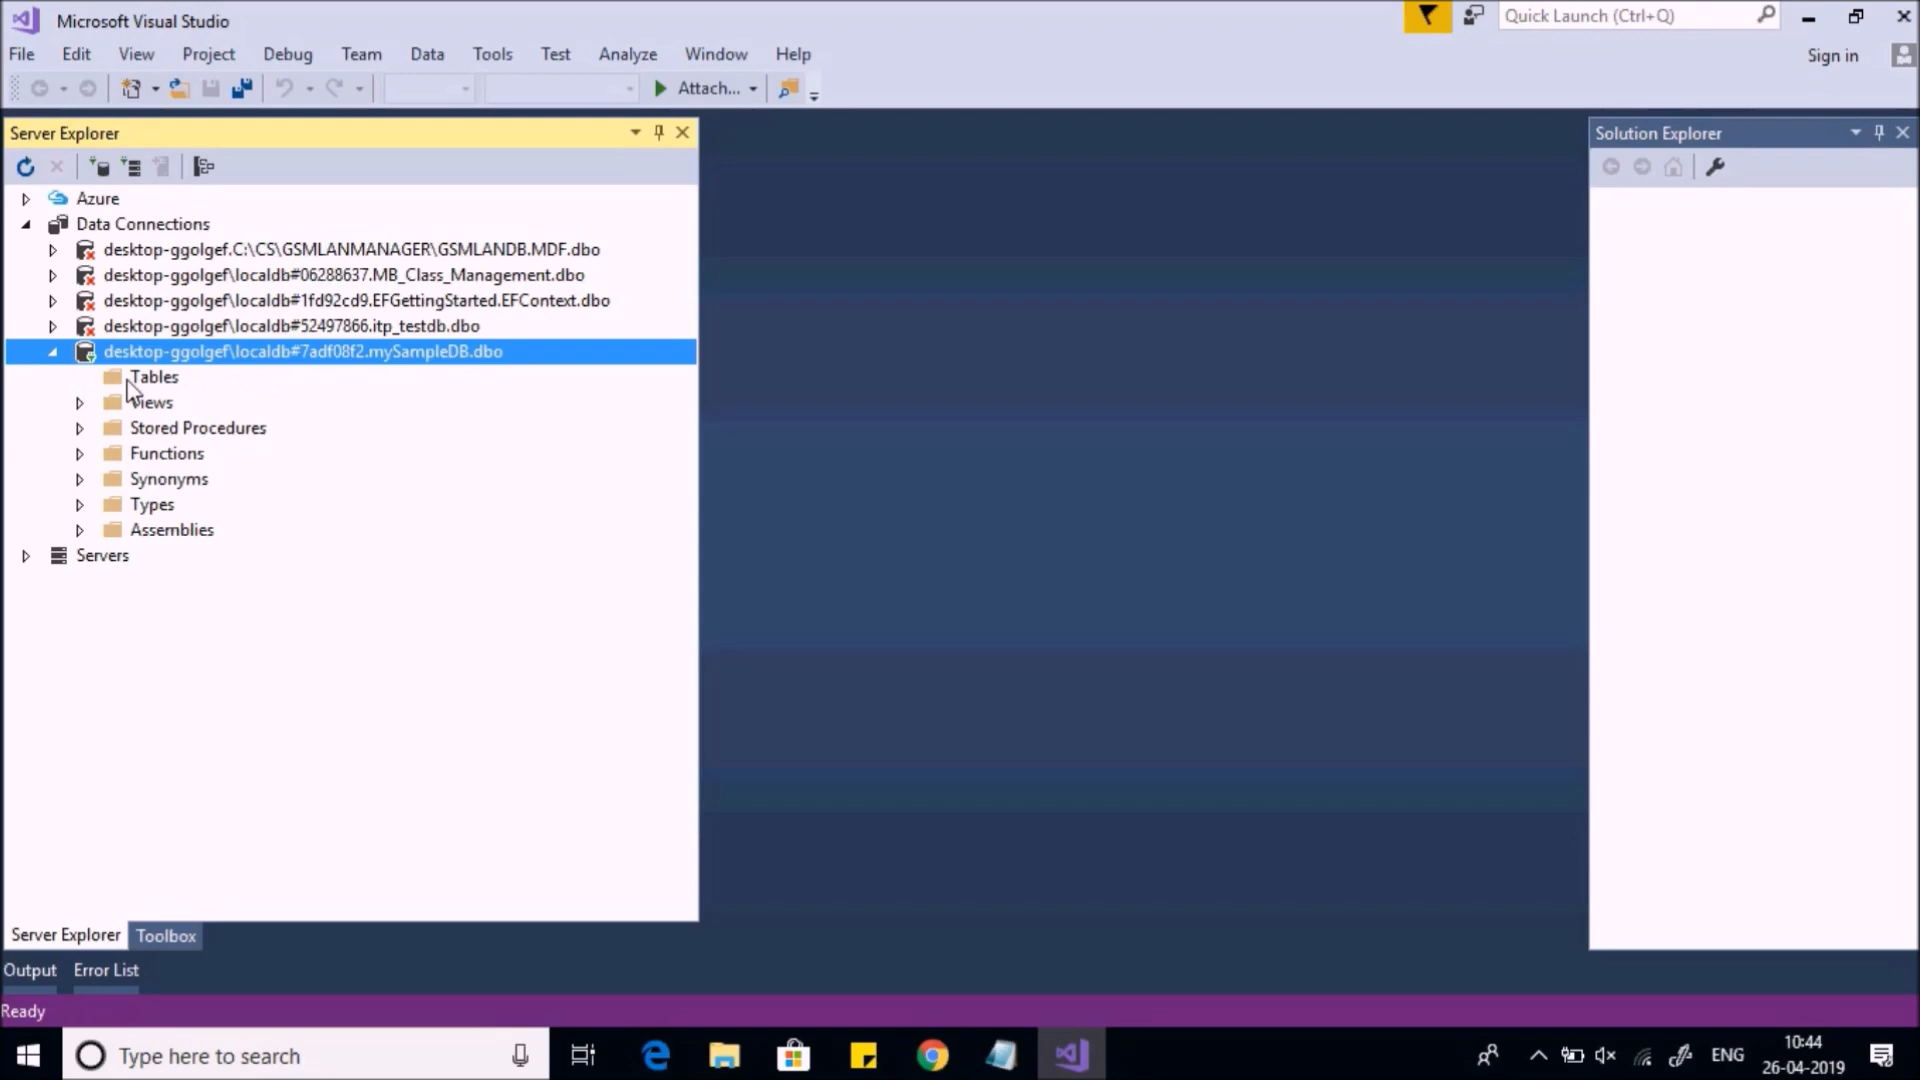 Microsoft Visual Studio
Quick Launch (Ctrl+Q)
File Edit View Project Debug Team Data Tools Test Analyze Window Help
Sign in
Attach...
Server Explorer
Solution Explorer
Azure
Data Connections
desktop-ggolgef.C:\CS\GSMLANMANAGER\GSMLANDB.MDF.dbo
desktop-ggolgef\localdb#06288637.MB_Class_Management.dbo
desktop-ggolgef\localdb#1fd92cd9.EFGettingStarted.EFContext.dbo
desktop-ggolgef\localdb#52497866.itp_testdb.dbo
desktop-ggolgef\localdb#7adf08f2.mySampleDB.dbo
Tables
Views
Stored Procedures
Functions
Synonyms
Types
Assemblies
Servers
Server Explorer Toolbox
Output Error List
Ready
Type here to search
ENG
10:44
26-04-2019